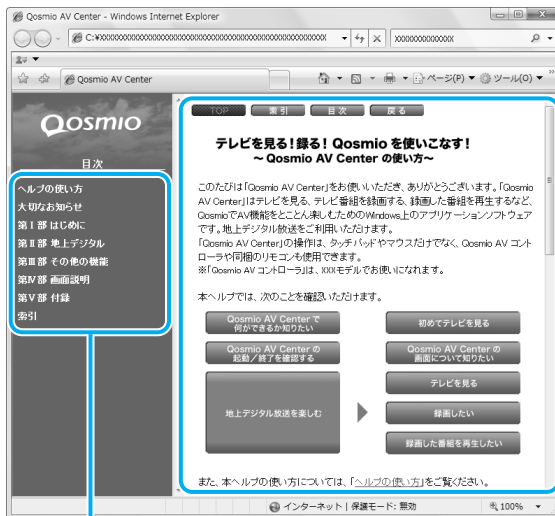 Qosmio AV Center - Windows Internet Explorer
C:¥XXXXXXXXXXXXXXXXXXXXXXXXXXXXXXXXXXXXXXXX
XXXXXXXXXXXXX
Qosmio AV Center
ページ(P) ツール(O)
Qosmio
目次
ヘルプの使い方
大切なお知らせ
第Ⅰ部 はじめに
第Ⅱ部 地上デジタル
第Ⅲ部 その他の機能
第Ⅳ部 画面説明
第Ⅴ部 付録
索引
TOP 索引 目次 戻る
テレビを見る!録る! Qosmio を使いこなす!
~ Qosmio AV Center の使い方~
このたびは「Qosmio AV Center」をお使いいただき、ありがとうございます。「Qosmio
AV Center」はテレビを見る、テレビ番組を録画する、録画した番組を再生するなど、
QosmioでAV機能をとことん楽しむためのWindows上のアプリケーションソフトウェア
です。地上デジタル放送をご利用いただけます。
「Qosmio AV Center」の操作は、タッチパッドやマウスだけでなく、Qosmio AV コント
ローラや同梱のリモコンも使用できます。
※「Qosmio AV コントローラ」は、XXXモデルでお使いになれます。
本ヘルプでは、次のことを確認いただけます。
Qosmio AV Center で
何ができるか知りたい
初めてテレビを見る
Qosmio AV Center の
起動/終了を確認する
Qosmio AV Center の
画面について知りたい
地上デジタル放送を楽しむ
テレビを見る
録画したい
録画した番組を再生したい
また、本ヘルプの使い方については、「ヘルプの使い方」をご覧ください。
インターネット | 保護モード: 無効
100%